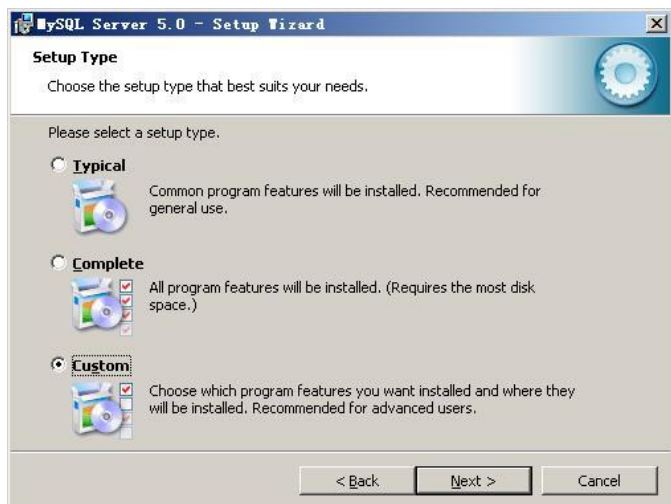 MySQL Server 5.0 - Setup Wizard
Setup Type
Choose the setup type that best suits your needs.
Please select a setup type.
Typical
Common program features will be installed. Recommended for
general use.
Complete
All program features will be installed. (Requires the most disk
space.)
Custom
Choose which program features you want installed and where they
will be installed. Recommended for advanced users.
< Back
Next >
Cancel